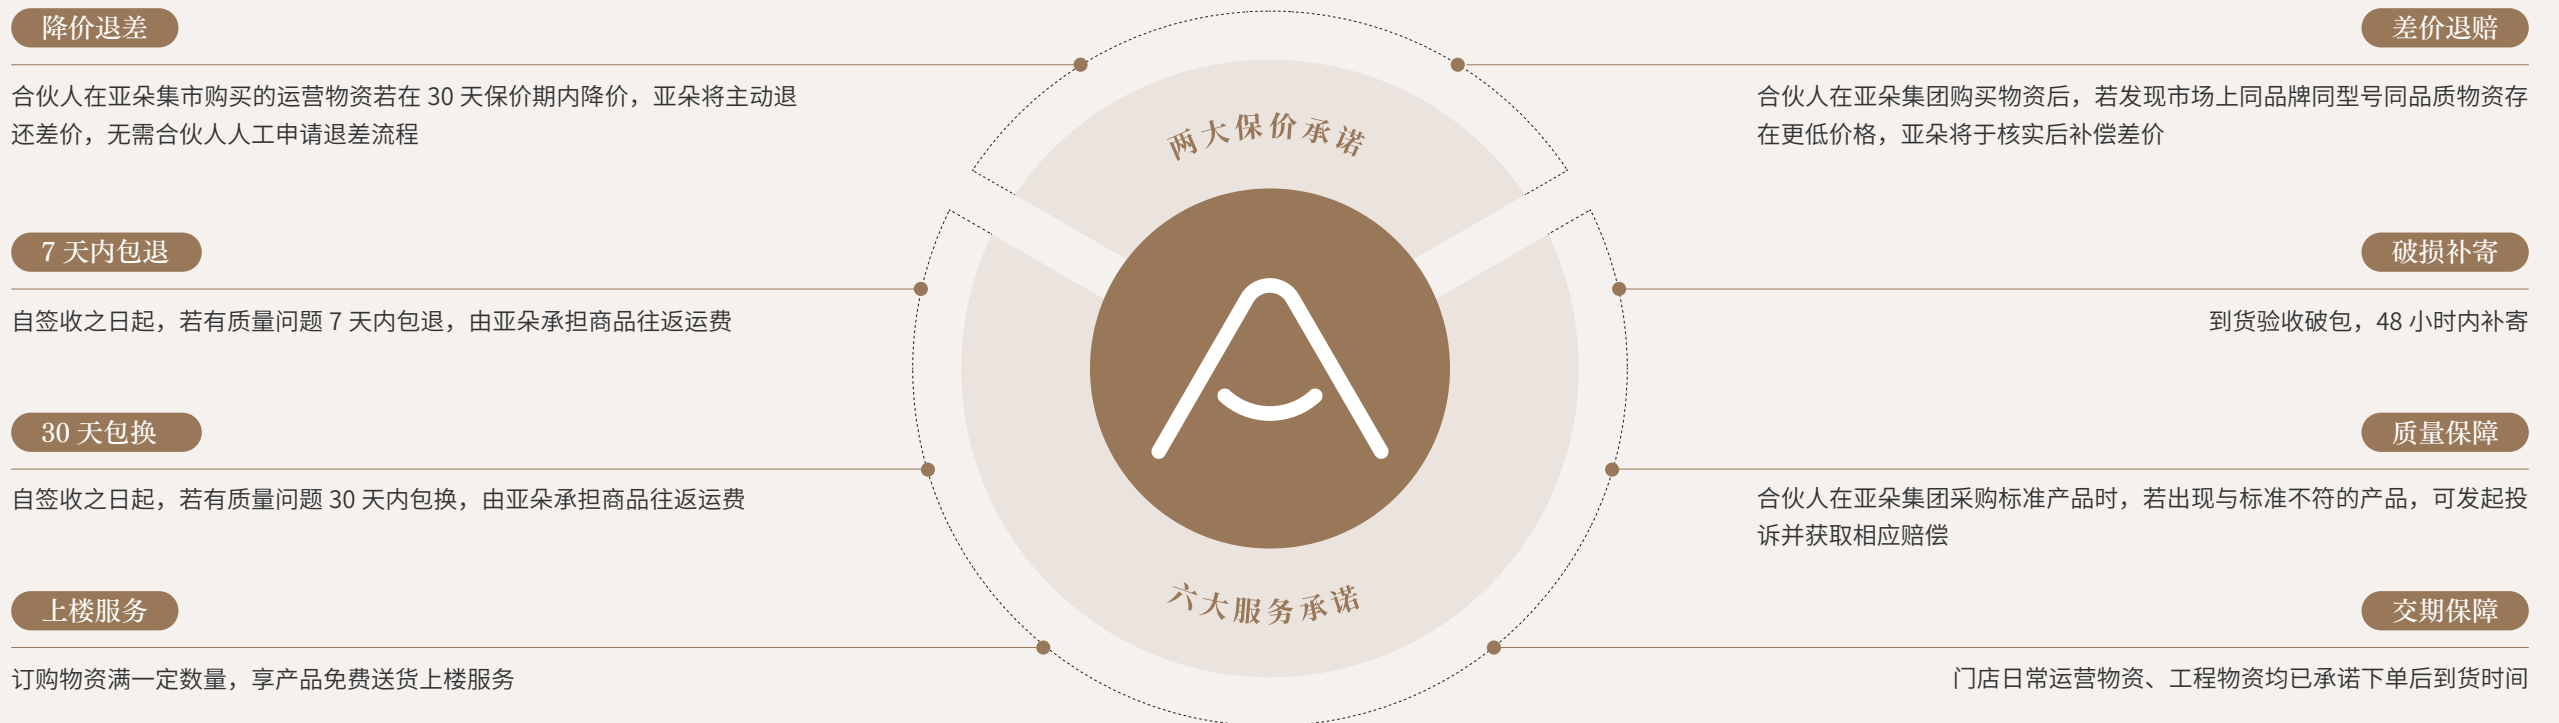 降价退差
合伙人在亚朵集市购买的运营物资若在 30 天保价期内降价，亚朵将主动退
还差价，无需合伙人人工申请退差流程
7 天内包退
自签收之日起，若有质量问题 7 天内包退，由亚朵承担商品往返运费
30 天包换
自签收之日起，若有质量问题 30 天内包换，由亚朵承担商品往返运费
上楼服务
订购物资满一定数量，享产品免费送货上楼服务
两大保价承诺
六大服务承诺
差价退赔
合伙人在亚朵集团购买物资后，若发现市场上同品牌同型号同品质物资存
在更低价格，亚朵将于核实后补偿差价
破损补寄
到货验收破包，48 小时内补寄
质量保障
合伙人在亚朵集团采购标准产品时，若出现与标准不符的产品，可发起投
诉并获取相应赔偿
交期保障
门店日常运营物资、工程物资均已承诺下单后到货时间